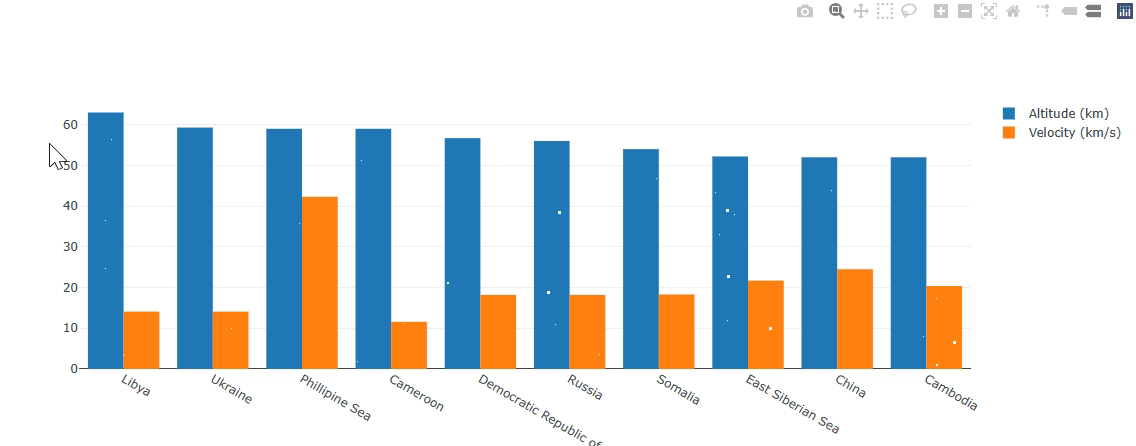 Altitude (km)
Velocity (km/s)
60
50
40
30
20
10
0
Libya
Ukraine
Phillipine Sea
Cameroon
Democratic Republic of
Russia
Somalia
East Siberian Sea
China
Cambodia